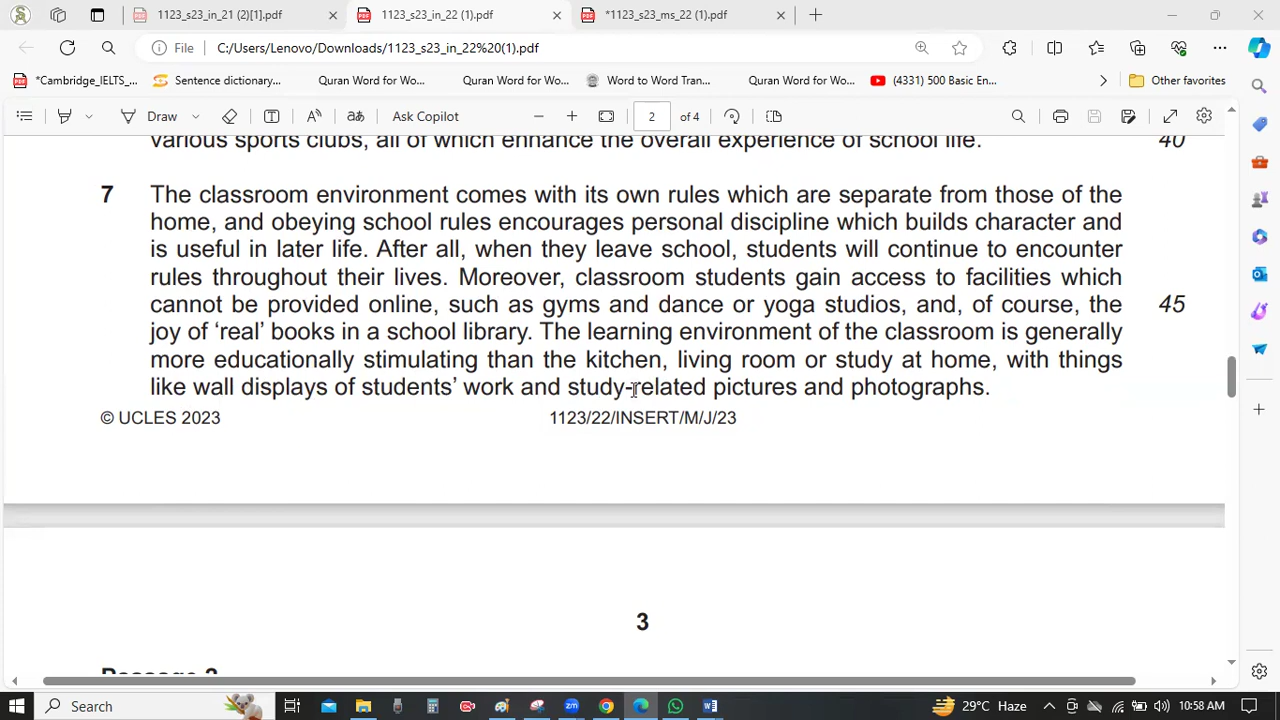 1123_s23_in_21 (2)[1].pdf
1123_s23_in_22 (1).pdf
*1123_s23_ms_22 (1).pdf
File
C:/Users/Lenovo/Downloads/1123_s23_in_22%20(1).pdf
*Cambridge_IELTS_...
Sentence dictionary...
Quran Word for Wo...
Quran Word for Wo...
Word to Word Tran...
Quran Word for Wo...
(4331) 500 Basic En...
Other favorites
Draw
aあ
Ask Copilot
2
of 4
various sports clubs, all of which enhance the overall experience of school life.
40
7
The classroom environment comes with its own rules which are separate from those of the
home, and obeying school rules encourages personal discipline which builds character and
is useful in later life. After all, when they leave school, students will continue to encounter
rules throughout their lives. Moreover, classroom students gain access to facilities which
cannot be provided online, such as gyms and dance or yoga studios, and, of course, the
45
joy of ‘real’ books in a school library. The learning environment of the classroom is generally
more educationally stimulating than the kitchen, living room or study at home, with things
like wall displays of students’ work and study-related pictures and photographs.
© UCLES 2023
1123/22/INSERT/M/J/23
3
Passage 2
Search
29°C Haze
10:58 AM